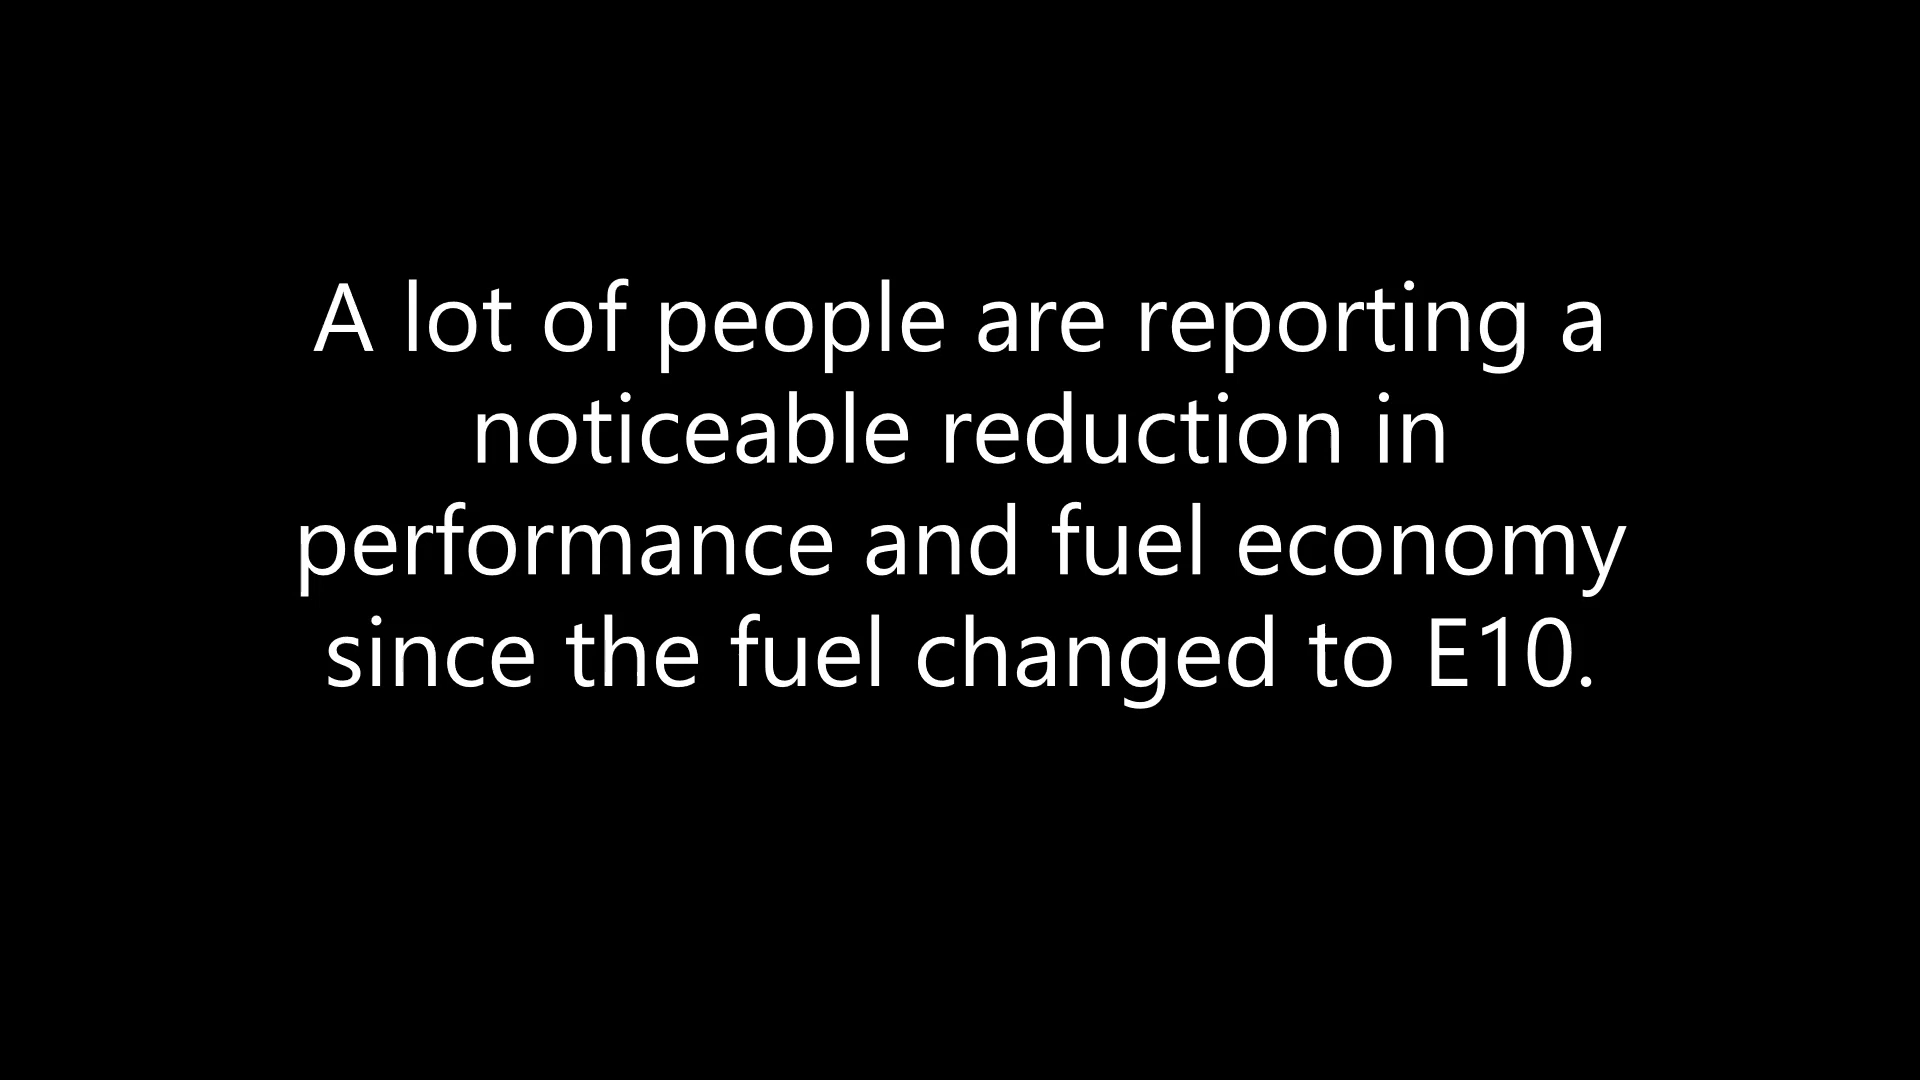 A lot of people are reporting a
noticeable reduction in
performance and fuel economy
since the fuel changed to E10.